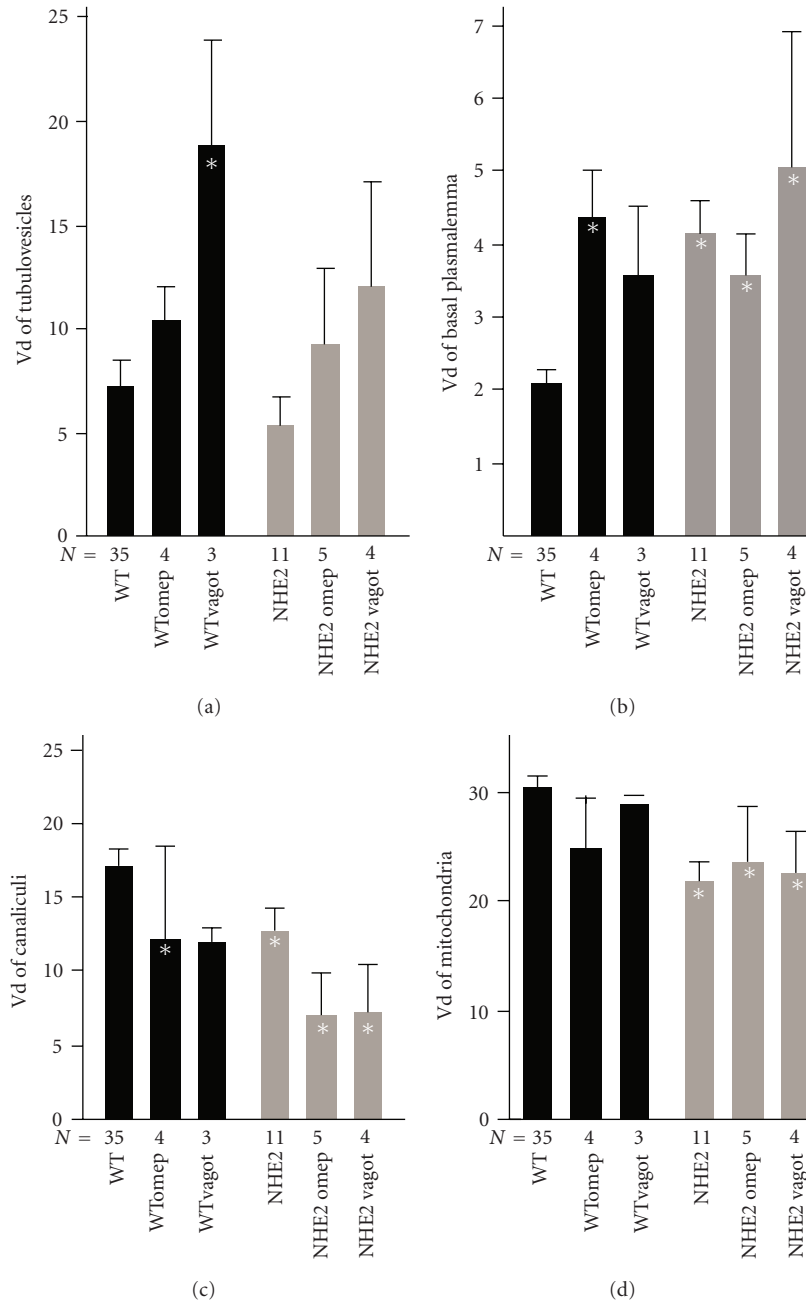 25
20
15
10
5
0
Vd of tubulovesicles
*
N = 35 4 3 11 5 4
WT
WTomep
WTvagot
NHE2
NHE2 omep
NHE2 vagot
(a)
7
6
5
4
3
2
1
Vd of basal plasmalemma
* * * *
N = 35 4 3 11 5 4
WT
WTomep
WTvagot
NHE2
NHE2 omep
NHE2 vagot
(b)
25
20
15
10
5
0
Vd of canaliculi
* * * *
N = 35 4 3 11 5 4
WT
WTomep
WTvagot
NHE2
NHE2 omep
NHE2 vagot
(c)
30
20
10
0
Vd of mitochondria
* * *
N = 35 4 3 11 5 4
WT
WTomep
WTvagot
NHE2
NHE2 omep
NHE2 vagot
(d)